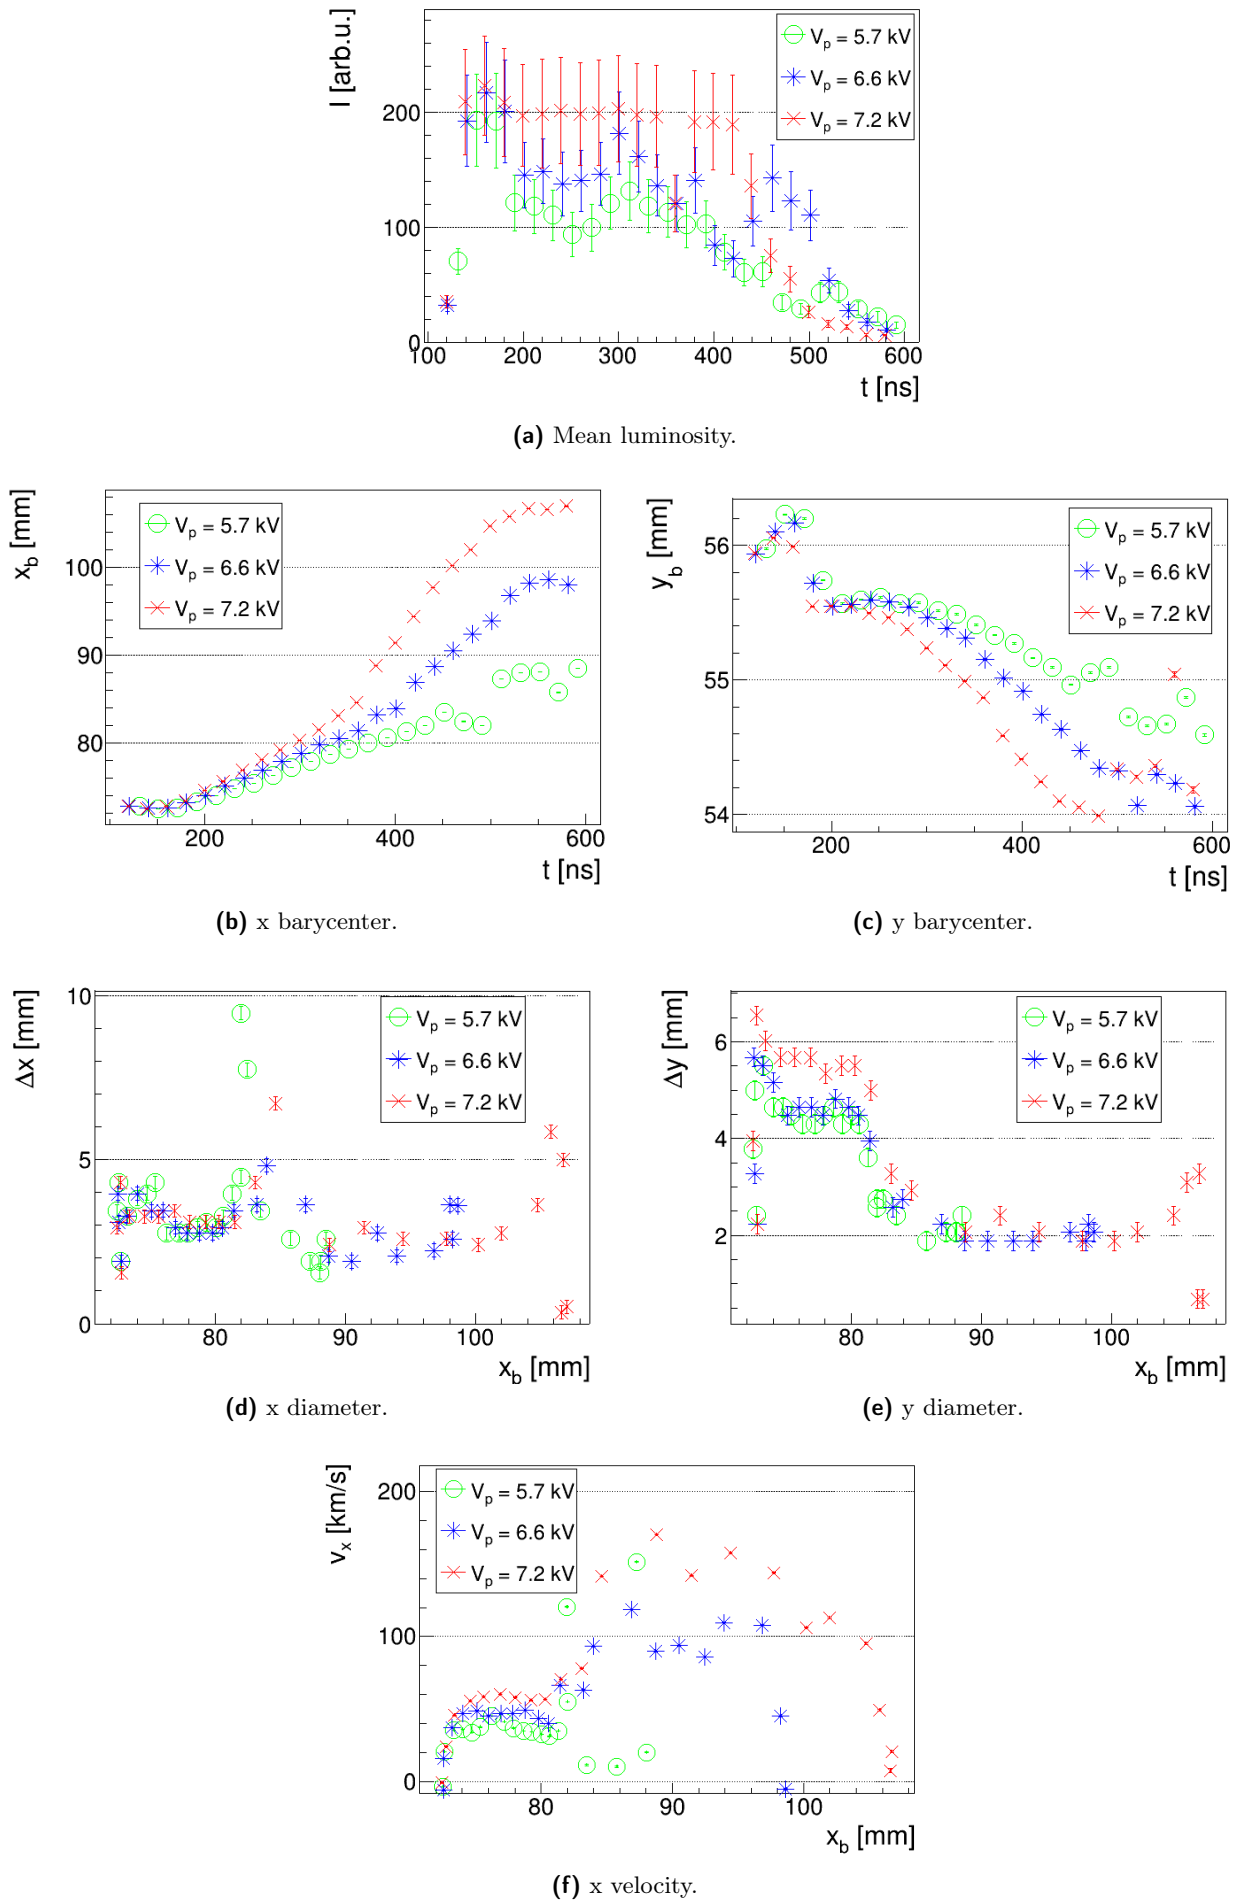 I [arb.u.]
200
100
0
V_p = 5.7 kV
V_p = 6.6 kV
V_p = 7.2 kV
100 200 300 400 500 600
t [ns]
(a) Mean luminosity.
x_b [mm]
100
90
80
V_p = 5.7 kV
V_p = 6.6 kV
V_p = 7.2 kV
200 400 600
t [ns]
(b) x barycenter.
y_b [mm]
56
55
54
V_p = 5.7 kV
V_p = 6.6 kV
V_p = 7.2 kV
200 400 600
t [ns]
(c) y barycenter.
Δx [mm]
10
5
0
V_p = 5.7 kV
V_p = 6.6 kV
V_p = 7.2 kV
80 90 100
x_b [mm]
(d) x diameter.
Δy [mm]
6
4
2
V_p = 5.7 kV
V_p = 6.6 kV
V_p = 7.2 kV
80 90 100
x_b [mm]
(e) y diameter.
v_x [km/s]
200
100
0
V_p = 5.7 kV
V_p = 6.6 kV
V_p = 7.2 kV
80 90 100
x_b [mm]
(f) x velocity.